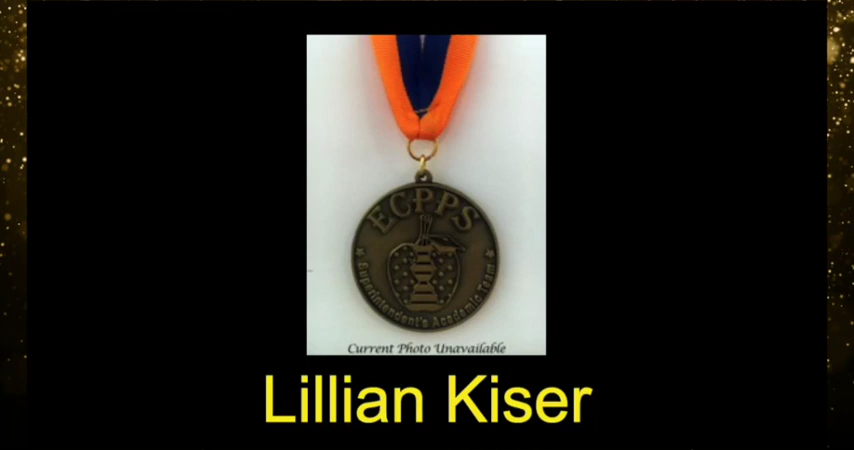 ECPPS
Superintendent's Academic Team
Current Photo Unavailable
Lillian Kiser